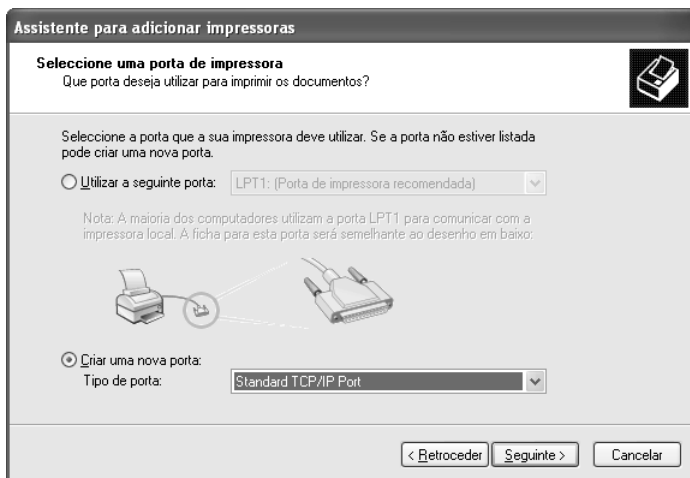 Assistente para adicionar impressoras
Seleccione uma porta de impressora
Que porta deseja utilizar para imprimir os documentos?
Seleccione a porta que a sua impressora deve utilizar. Se a porta não estiver listada
pode criar uma nova porta.
Utilizar a seguinte porta: LPT1: (Porta de impressora recomendada)
Nota: A maioria dos computadores utilizam a porta LPT1 para comunicar com a
impressora local. A ficha para esta porta será semelhante ao desenho em baixo:
Criar uma nova porta:
Tipo de porta: Standard TCP/IP Port
< Retroceder Seguinte > Cancelar